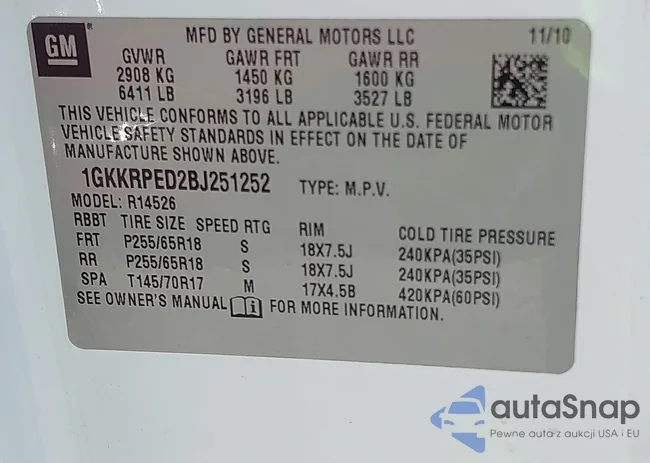 GM
MFD BY GENERAL MOTORS LLC 11/10
GVWR GAWR FRT GAWR RR
2908 KG 1450 KG 1600 KG
6411 LB 3196 LB 3527 LB
THIS VEHICLE CONFORMS TO ALL APPLICABLE U.S. FEDERAL MOTOR
VEHICLE SAFETY STANDARDS IN EFFECT ON THE DATE OF
MANUFACTURE SHOWN ABOVE.
1GKKRPED2BJ251252 TYPE: M.P.V.
MODEL: R14526
RBBT TIRE SIZE SPEED RTG RIM COLD TIRE PRESSURE
FRT P255/65R18 S 18X7.5J 240KPA(35PSI)
RR P255/65R18 S 18X7.5J 240KPA(35PSI)
SPA T145/70R17 M 17X4.5B 420KPA(60PSI)
SEE OWNER'S MANUAL FOR MORE INFORMATION
autaSnap
Pewne auta z aukcji USA i EU